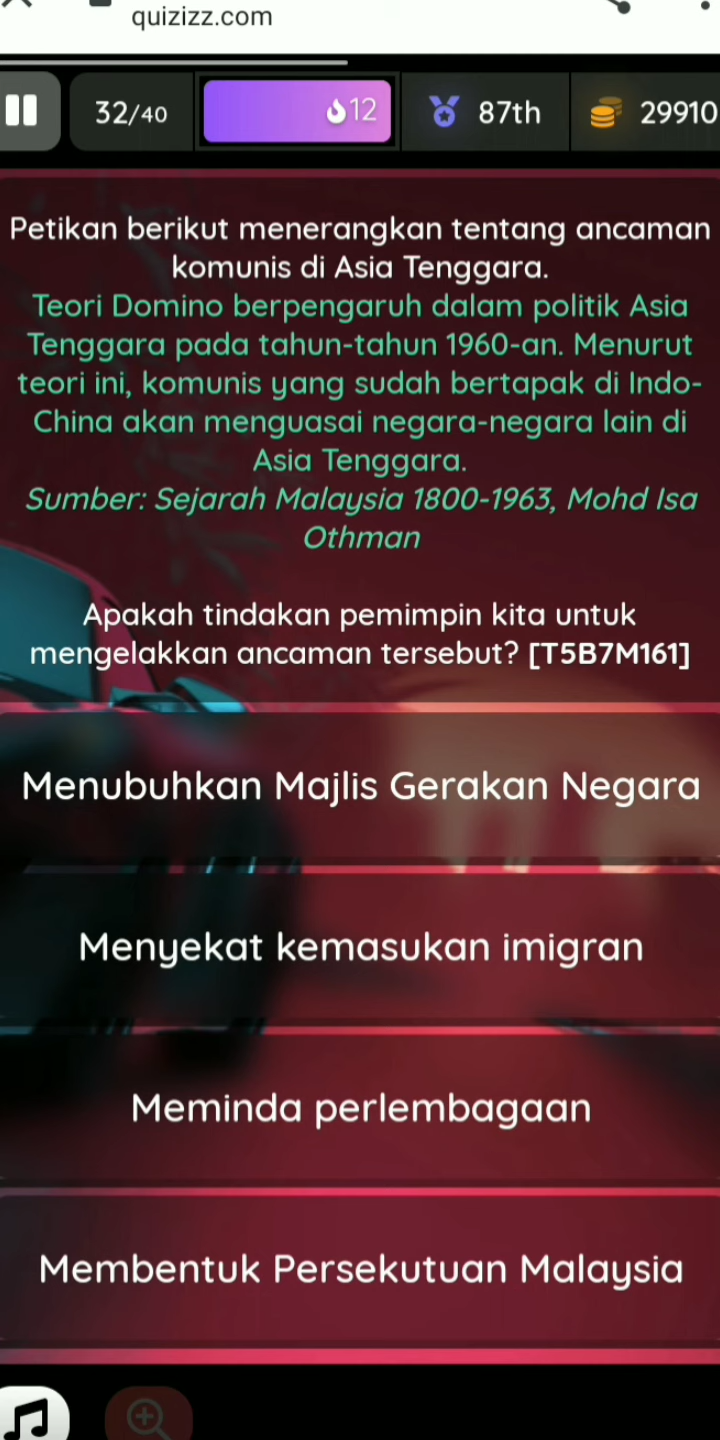 quizizz.com
32/40
12
87th
29910
Petikan berikut menerangkan tentang ancaman
komunis di Asia Tenggara.
Teori Domino berpengaruh dalam politik Asia
Tenggara pada tahun-tahun 1960-an. Menurut
teori ini, komunis yang sudah bertapak di Indo-
China akan menguasai negara-negara lain di
Asia Tenggara.
Sumber: Sejarah Malaysia 1800-1963, Mohd Isa
Othman
Apakah tindakan pemimpin kita untuk
mengelakkan ancaman tersebut? [T5B7M161]
Menubuhkan Majlis Gerakan Negara
Menyekat kemasukan imigran
Meminda perlembagaan
Membentuk Persekutuan Malaysia